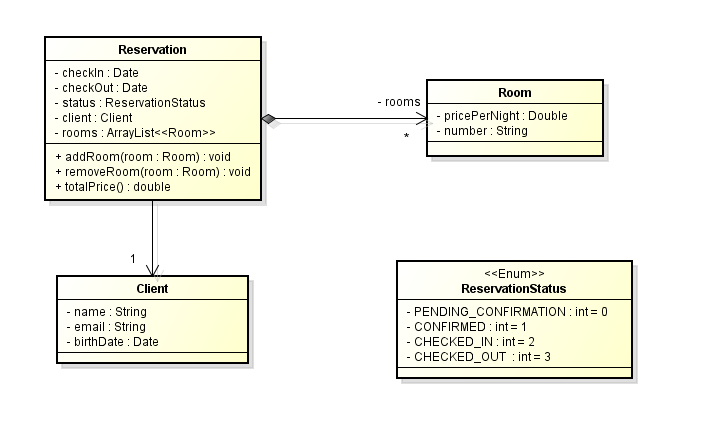 Reservation
- checkIn : Date
- checkOut : Date
- status : ReservationStatus
- client : Client
- rooms : ArrayList<<Room>>
+ addRoom(room : Room) : void
+ removeRoom(room : Room) : void
+ totalPrice() : double
- rooms
*
Room
- pricePerNight : Double
- number : String
1
Client
- name : String
- email : String
- birthDate : Date
<<Enum>>
ReservationStatus
- PENDING_CONFIRMATION : int = 0
- CONFIRMED : int = 1
- CHECKED_IN : int = 2
- CHECKED_OUT : int = 3